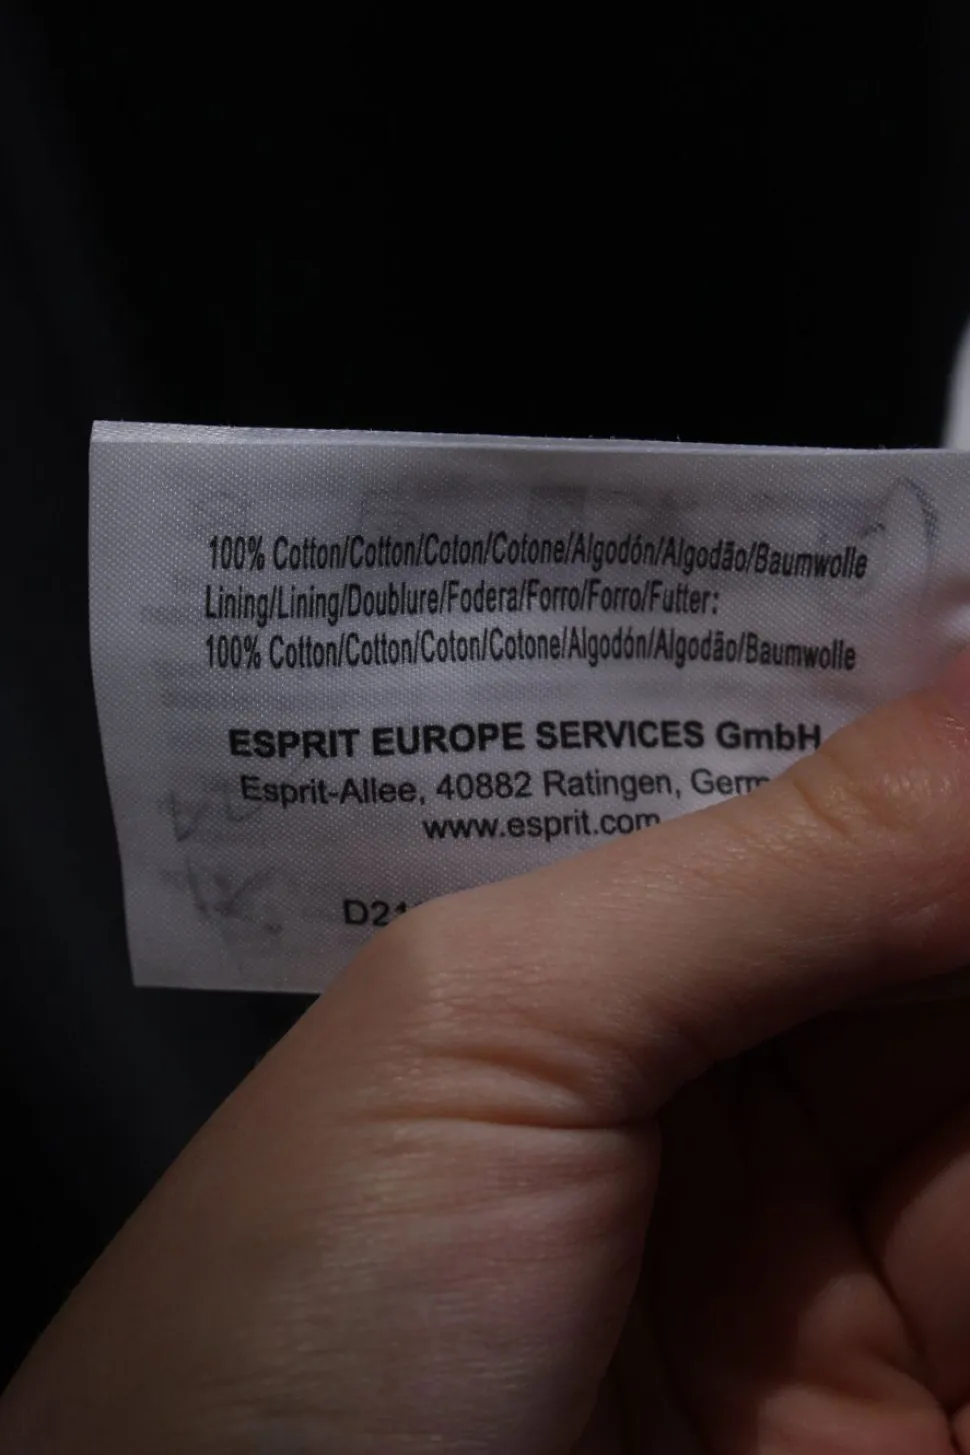 100% Cotton/Cotton/Coton/Cotone/Algodón/Algodão/Baumwolle
Lining/Lining/Doublure/Fodera/Forro/Forro/Futter:
100% Cotton/Cotton/Coton/Cotone/Algodón/Algodão/Baumwolle
ESPRIT EUROPE SERVICES GmbH
Esprit-Allee, 40882 Ratingen,
www.esprit.com